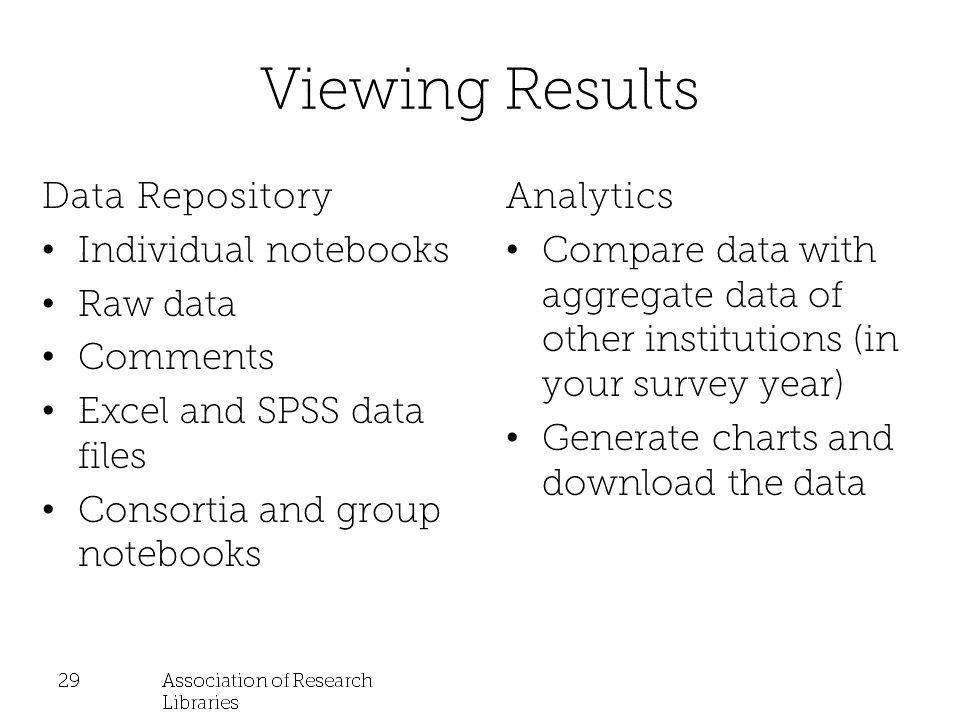 Viewing Results
Data Repository
• Individual notebooks
• Raw data
• Comments
• Excel and SPSS data
files
• Consortia and group
notebooks
Analytics
• Compare data with
aggregate data of
other institutions (in
your survey year)
• Generate charts and
download the data
29
Association of Research
Libraries